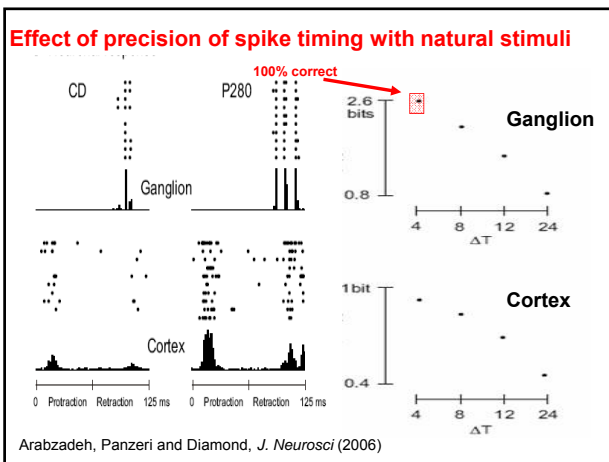 Effect of precision of spike timing with natural stimuli
100% correct
CD P280
2.6
bits
Ganglion
Ganglion
0.8
4 8 12 24
ΔT
1bit
Cortex
Cortex
0.4
0 Protraction Retraction 125 ms
0 Protraction Retraction 125 ms
4 8 12 24
ΔT
Arabzadeh, Panzeri and Diamond, J. Neurosci (2006)